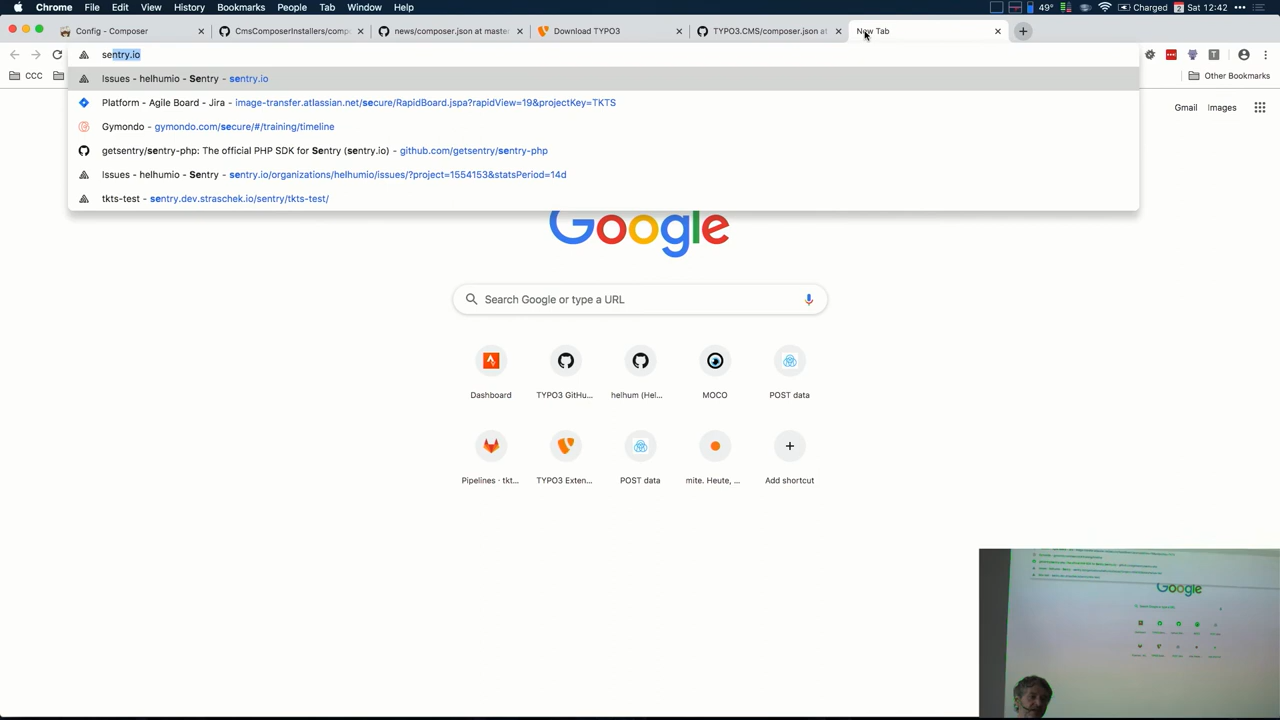 Chrome File Edit View History Bookmarks People Tab Window Help 49° Charged 2 Sat 12:42
Config - Composer CmsComposerInstallers/comp news/composer.json at master Download TYPO3 TYPO3.CMS/composer.json at New Tab
sentry.io
CCC Other Bookmarks
Issues - helhumio - Sentry - sentry.io
Platform - Agile Board - Jira - image-transfer.atlassian.net/secure/RapidBoard.jspa?rapidView=19&projectKey=TKTS
Gymondo - gymondo.com/secure/#/training/timeline
getsentry/sentry-php: The official PHP SDK for Sentry (sentry.io) - github.com/getsentry/sentry-php
Issues - helhumio - Sentry - sentry.io/organizations/helhumio/issues/?project=1554153&statsPeriod=14d
tkts-test - sentry.dev.straschek.io/sentry/tkts-test/
Gmail Images
Google
Search Google or type a URL
Dashboard TYPO3 GitHu... helhum (Hel... MOCO POST data
Pipelines · tkt... TYPO3 Exten... POST data mite. Heute, ... Add shortcut
Google